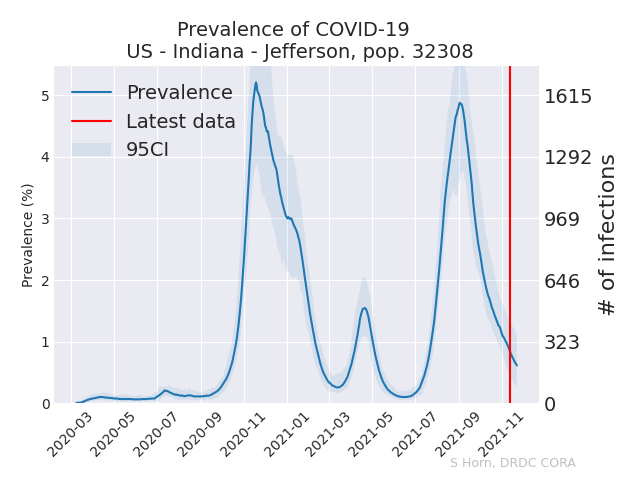 Prevalence of COVID-19
US - Indiana - Jefferson, pop. 32308
Prevalence
Latest data
95CI
Prevalence (%)
5
4
3
2
1
0
1615
1292
969
646
323
0
# of infections
2020-03
2020-05
2020-07
2020-09
2020-11
2021-01
2021-03
2021-05
2021-07
2021-09
2021-11
S Horn, DRDC CORA